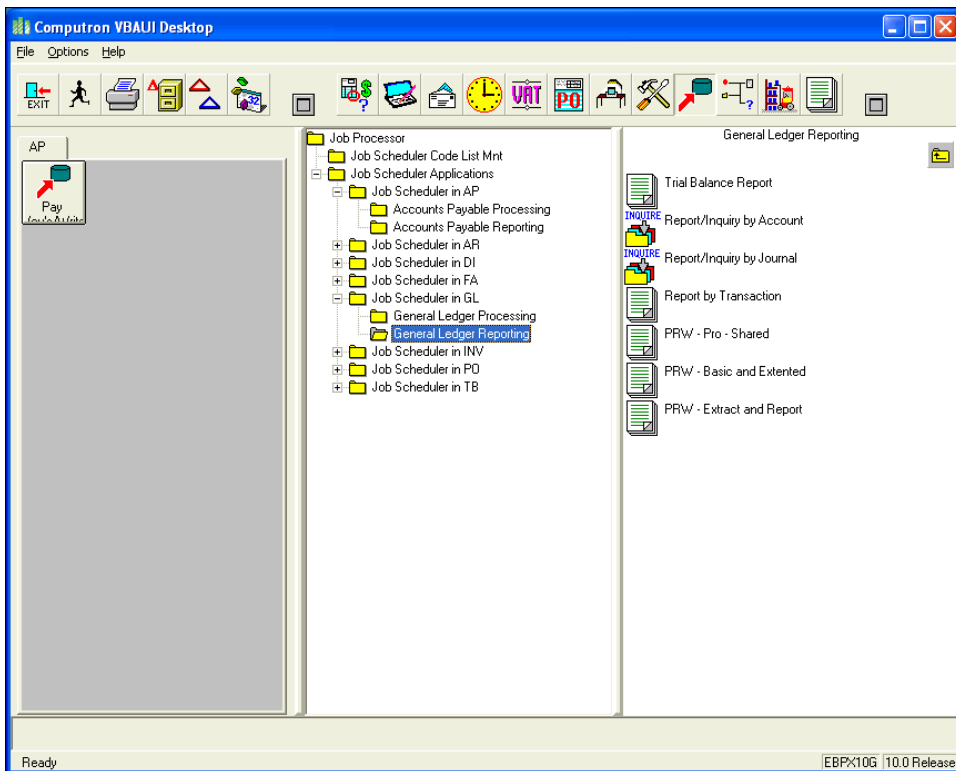 Computron VBAUI Desktop
File Options Help
EXIT
32
$
?
VAT
PO
?
AP
Pay
Job Processor
Job Scheduler Code List Mnt
Job Scheduler Applications
Job Scheduler in AP
Accounts Payable Processing
Accounts Payable Reporting
Job Scheduler in AR
Job Scheduler in DI
Job Scheduler in FA
Job Scheduler in GL
General Ledger Processing
General Ledger Reporting
Job Scheduler in INV
Job Scheduler in PO
Job Scheduler in TB
General Ledger Reporting
Trial Balance Report
INQUIRE
Report/Inquiry by Account
INQUIRE
Report/Inquiry by Journal
Report by Transaction
PRW - Pro - Shared
PRW - Basic and Extented
PRW - Extract and Report
Ready
EBPX10G 10.0 Release